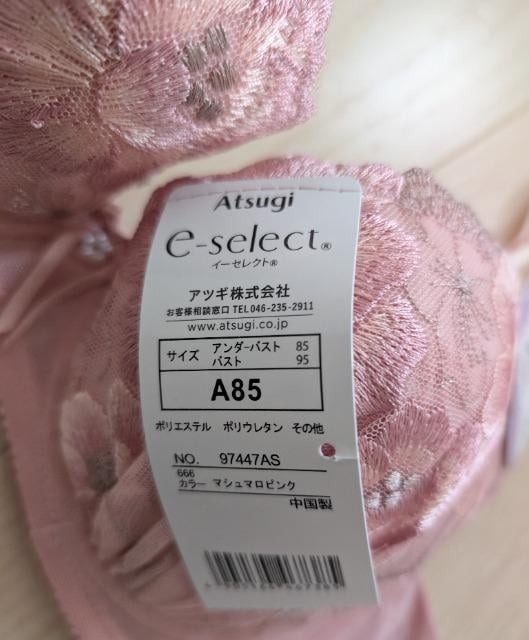 Atsugi
e-select®
イーセレクト®
アツギ株式会社
お客様相談窓口 TEL046-235-2911
www.atsugi.co.jp
サイズ アンダーバスト 85
バスト 95
A85
ポリエステル ポリウレタン その他
NO. 97447AS
666
カラー マシュマロピンク
中国製